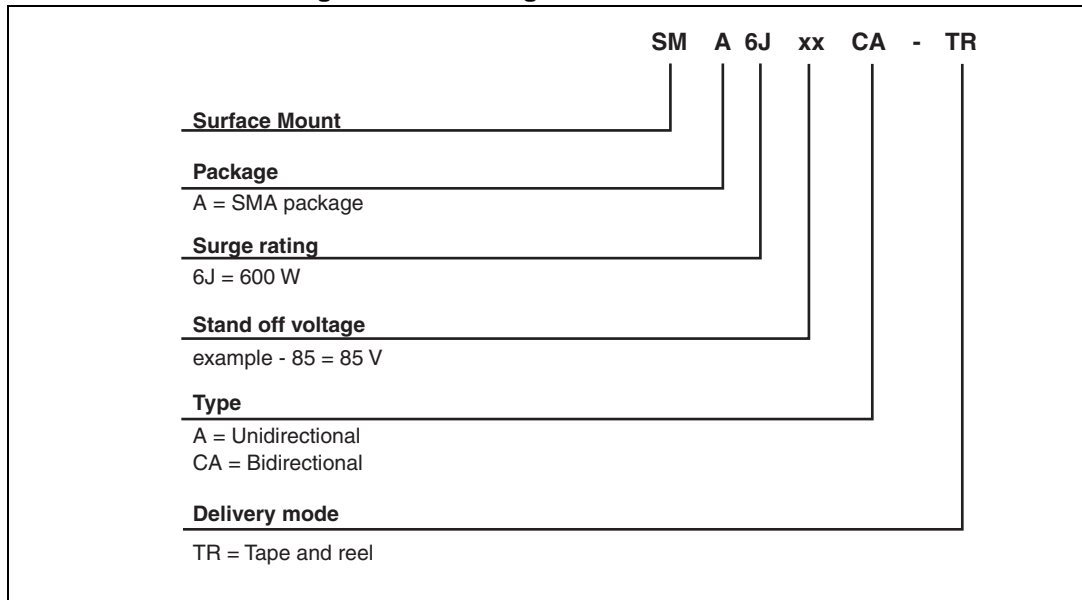 SM A 6J xx CA - TR
Surface Mount
Package
A = SMA package
Surge rating
6J = 600 W
Stand off voltage
example - 85 = 85 V
Type
A = Unidirectional
CA = Bidirectional
Delivery mode
TR = Tape and reel